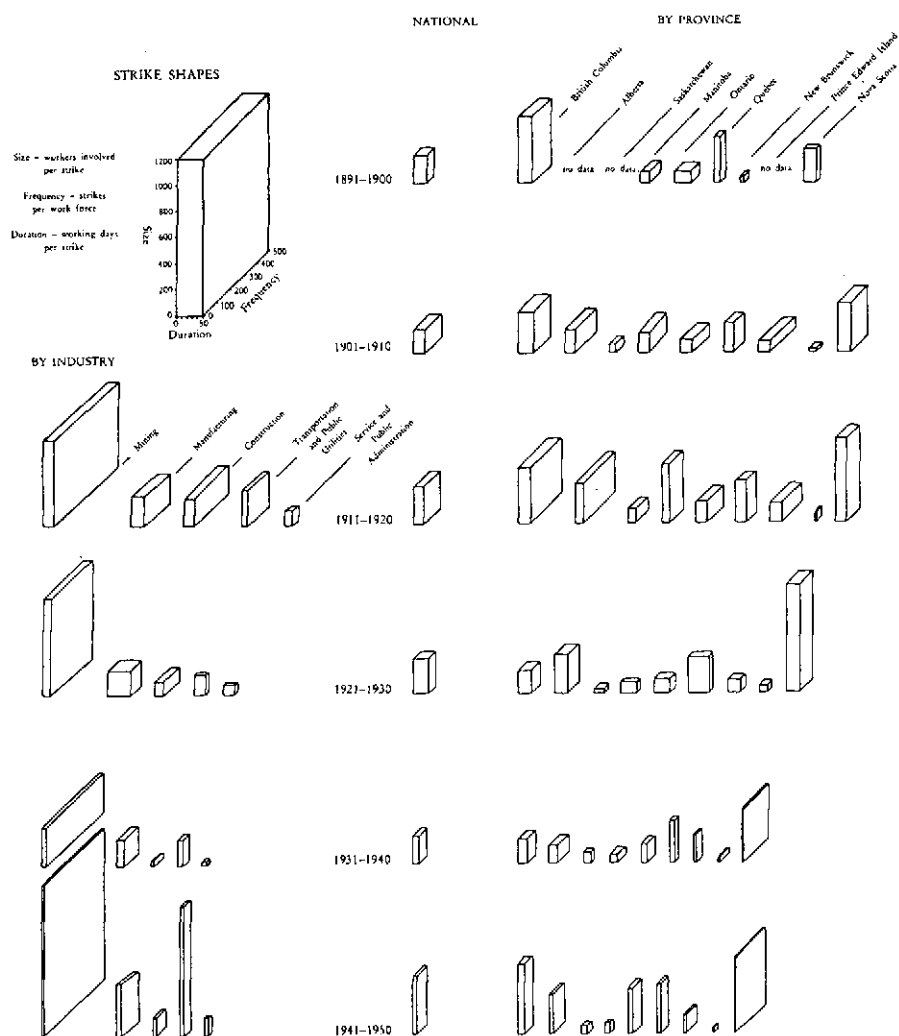 NATIONAL
BY PROVINCE
STRIKE SHAPES
British Columbia
Alberta
Saskatchewan
Manitoba
Ontario
Quebec
New Brunswick
Prince Edward Island
Nova Scotia
Size – workers involved
per strike
Frequency – strikes
per work force
Duration – working days
per strike
1200
1000
800
600
400
200
0
Size
0
50
Duration
0
100
200
300
400
500
Frequency
1891–1900
no data
no data
no data
1901–1910
BY INDUSTRY
Mining
Manufacturing
Construction
Transportation
and Public
Utilities
Service and
Public
Administration
1911–1920
1921–1930
1931–1940
1941–1950